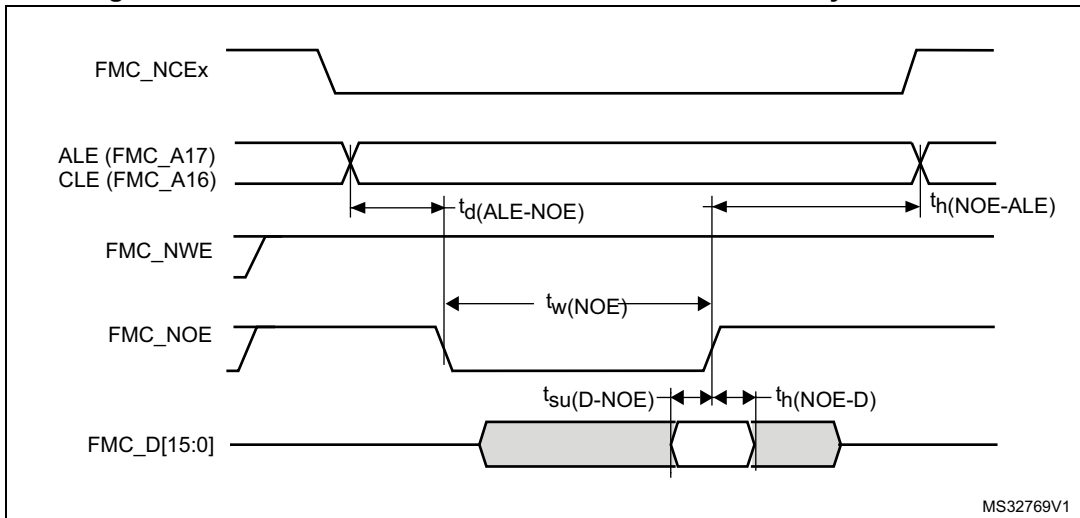 FMC_NCEx
ALE (FMC_A17)
CLE (FMC_A16)
td(ALE-NOE)
th(NOE-ALE)
FMC_NWE
tw(NOE)
FMC_NOE
tsu(D-NOE)
th(NOE-D)
FMC_D[15:0]
MS32769V1